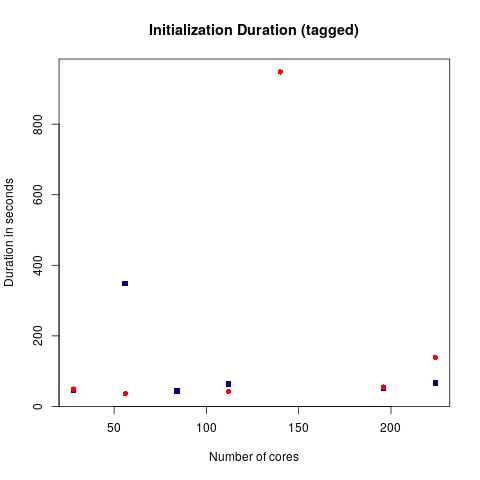 Initialization Duration (tagged)
Duration in seconds
800
600
400
200
0
50 100 150 200
Number of cores